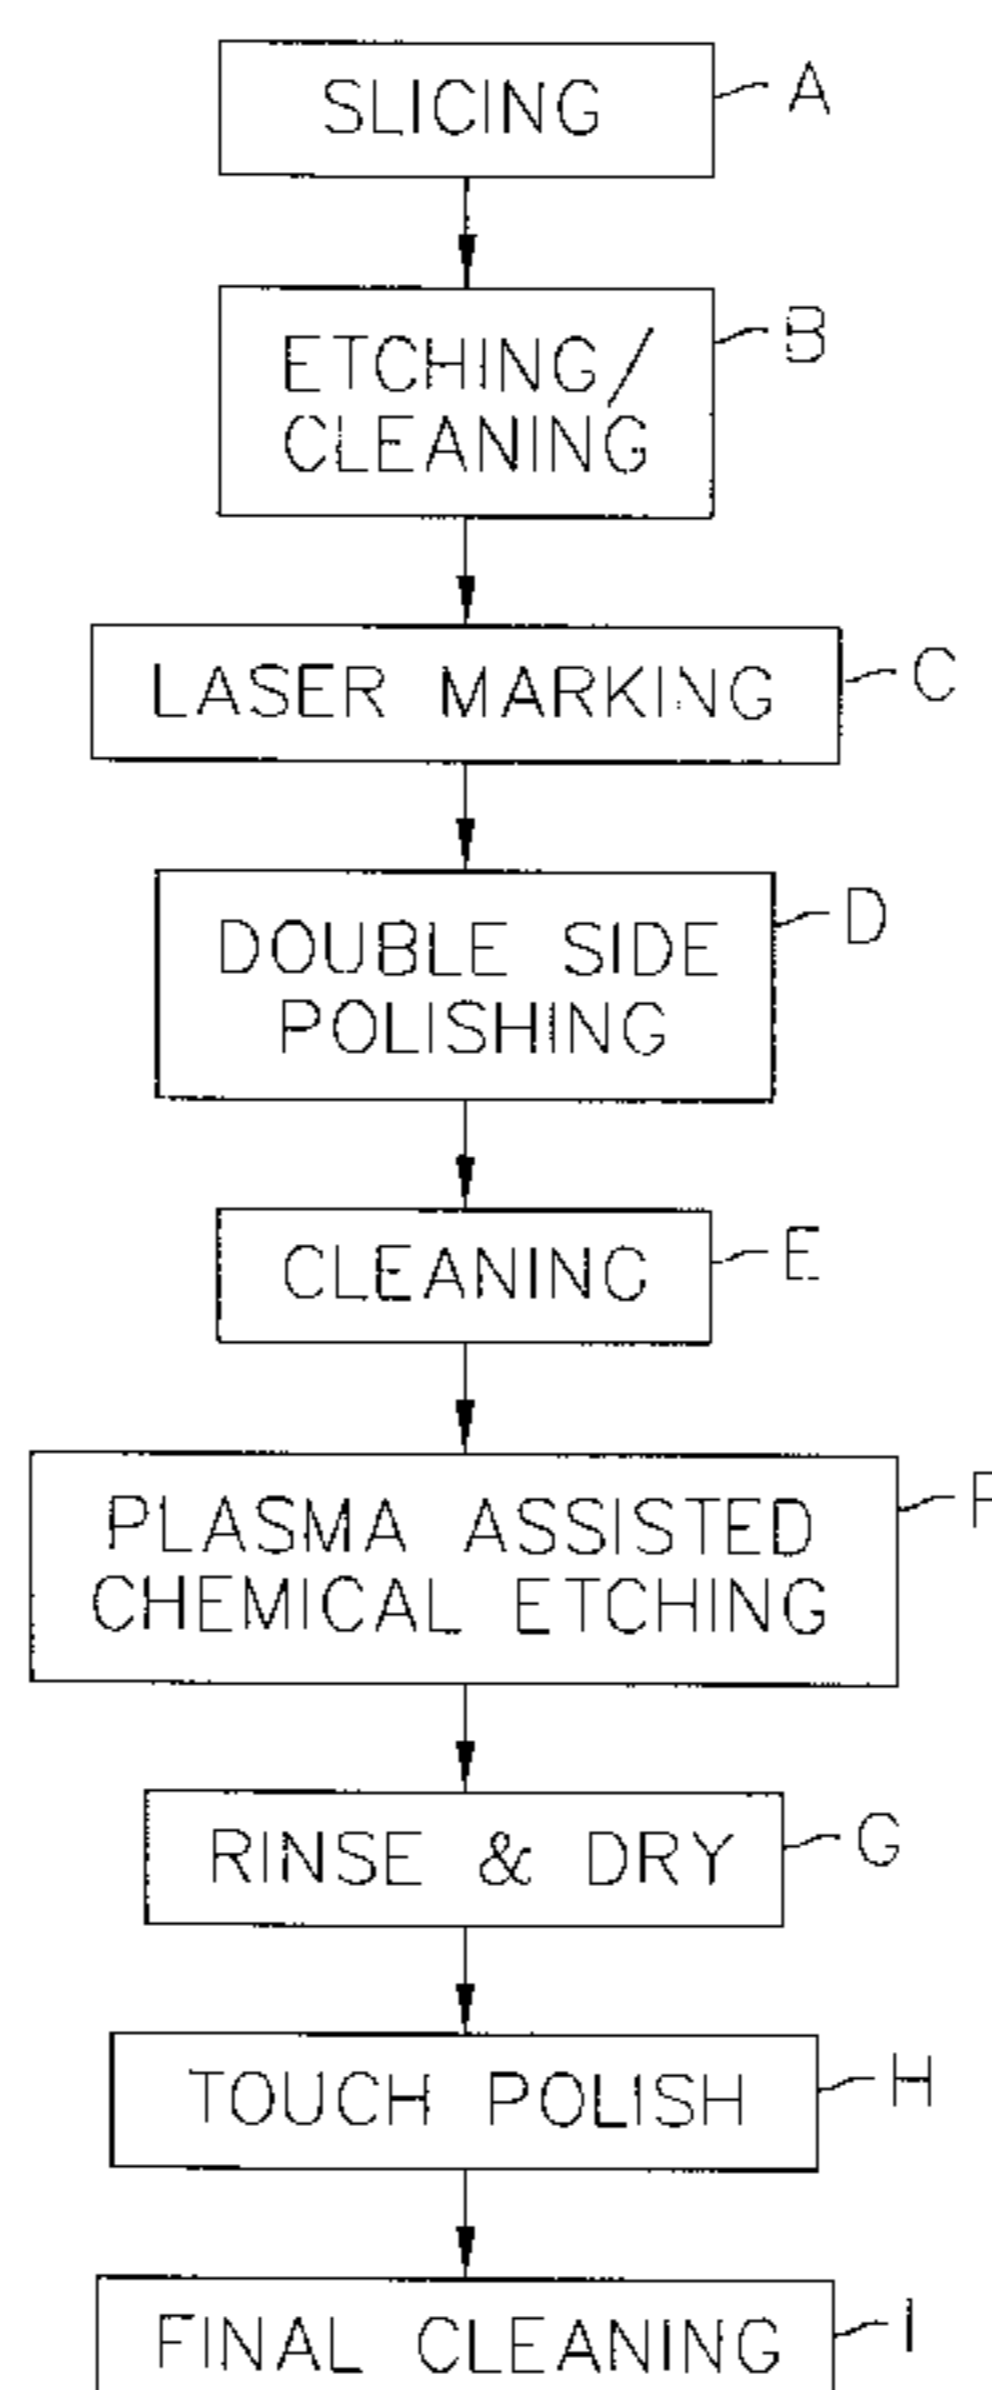 SLICING
A
ETCHING/
CLEANING
B
LASER MARKING
C
DOUBLE SIDE
POLISHING
D
CLEANING
E
PLASMA ASSISTED
CHEMICAL ETCHING
F
RINSE & DRY
G
TOUCH POLISH
H
FINAL CLEANING
I